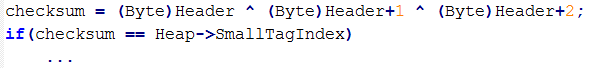 checksum = (Byte)Header ^ (Byte)Header+1 ^ (Byte)Header+2;
if(checksum == Heap->SmallTagIndex)
...